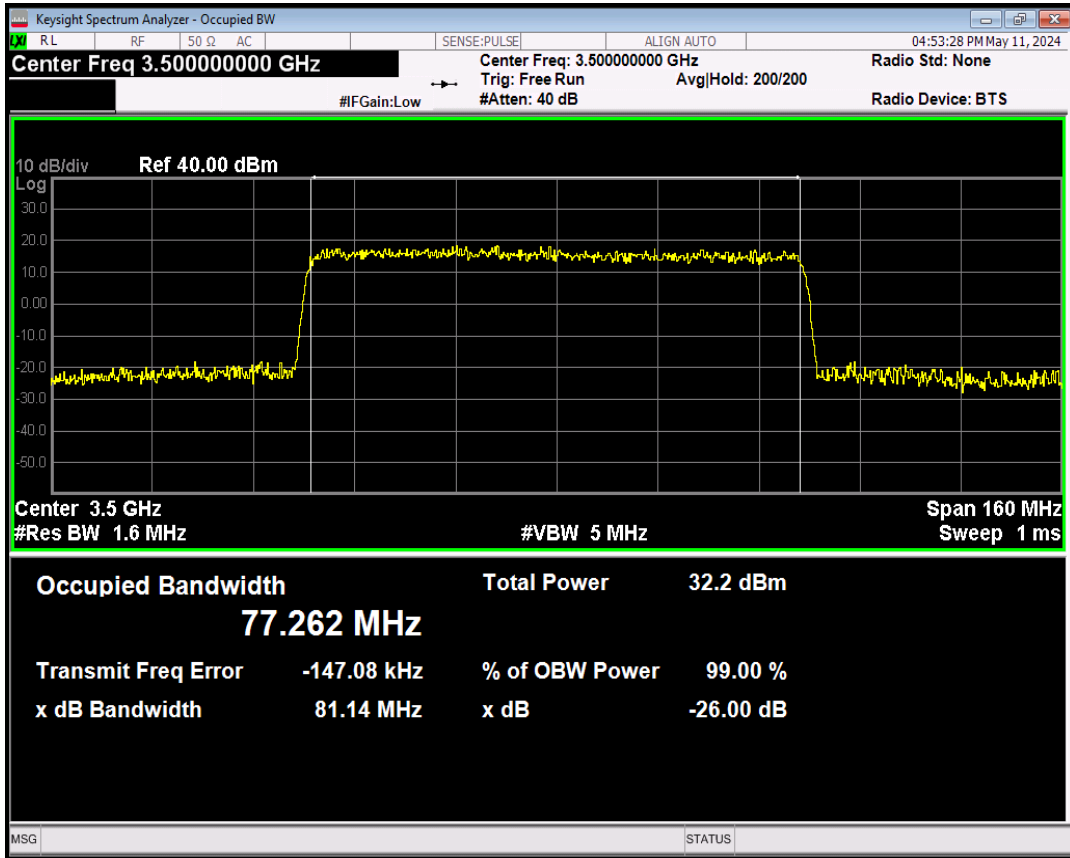 Keysight Spectrum Analyzer - Occupied BW
LXI RL RF 50 Ω AC SENSE:PULSE ALIGN AUTO 04:53:28 PM May 11, 2024
Center Freq 3.500000000 GHz Center Freq: 3.500000000 GHz Radio Std: None
Trig: Free Run Avg|Hold: 200/200
#IFGain:Low #Atten: 40 dB Radio Device: BTS
10 dB/div Ref 40.00 dBm
Log
30.0
20.0
10.0
0.00
-10.0
-20.0
-30.0
-40.0
-50.0
Center 3.5 GHz Span 160 MHz
#Res BW 1.6 MHz #VBW 5 MHz Sweep 1 ms
Occupied Bandwidth Total Power 32.2 dBm
77.262 MHz
Transmit Freq Error -147.08 kHz % of OBW Power 99.00 %
x dB Bandwidth 81.14 MHz x dB -26.00 dB
MSG STATUS